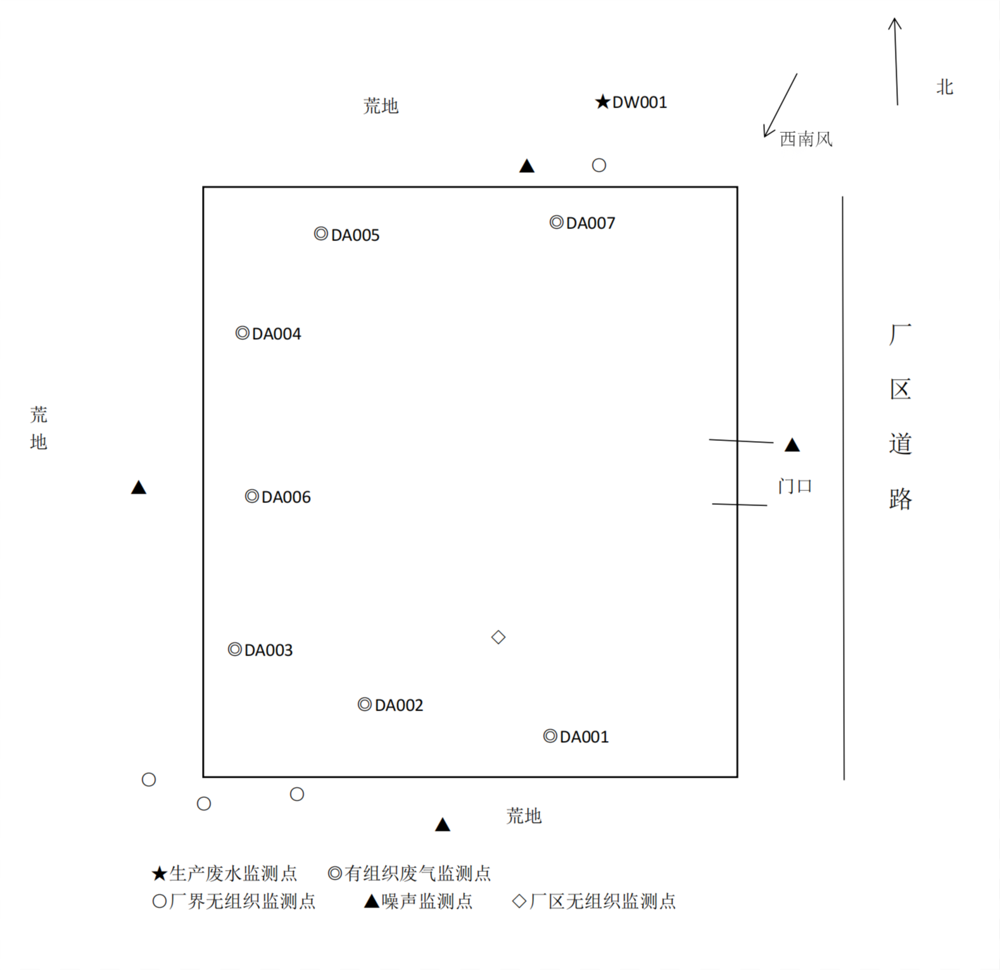 北
荒地
★DW001
西南风
◎DA005
◎DA007
◎DA004
厂区道路
荒地
门口
◎DA006
◎DA003
◎DA002
◎DA001
荒地
★生产废水监测点 ◎有组织废气监测点
○厂界无组织监测点 ▲噪声监测点 ◇厂区无组织监测点